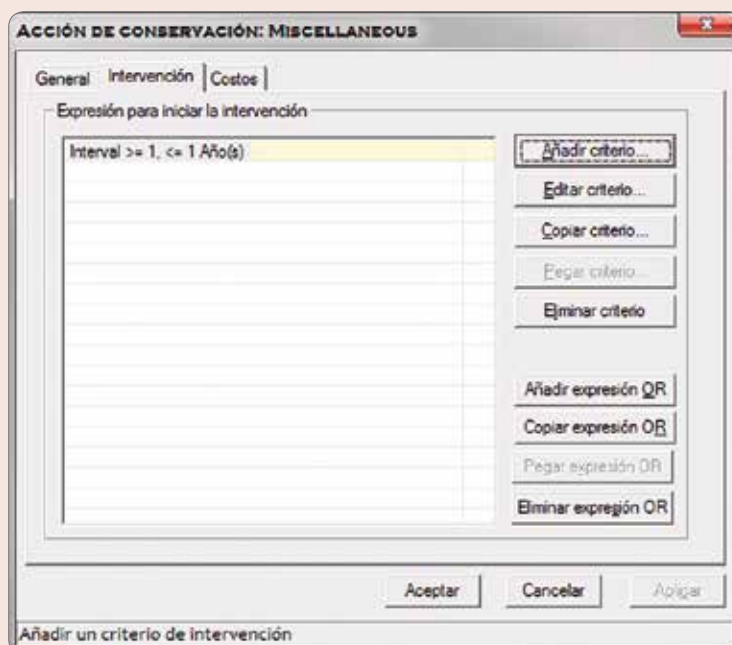 ACCIÓN DE CONSERVACIÓN: MISCELLANEOUS
General Intervención Costos
Expresión para iniciar la intervención
Interval >= 1, <= 1 Año(s)
Añadir criterio...
Editar criterio...
Copiar criterio...
Pegar criterio...
Eliminar criterio
Añadir expresión OR
Copiar expresión OR
Pegar expresión OR
Eliminar expresión OR
Aceptar Cancelar Aplicar
Añadir un criterio de intervención